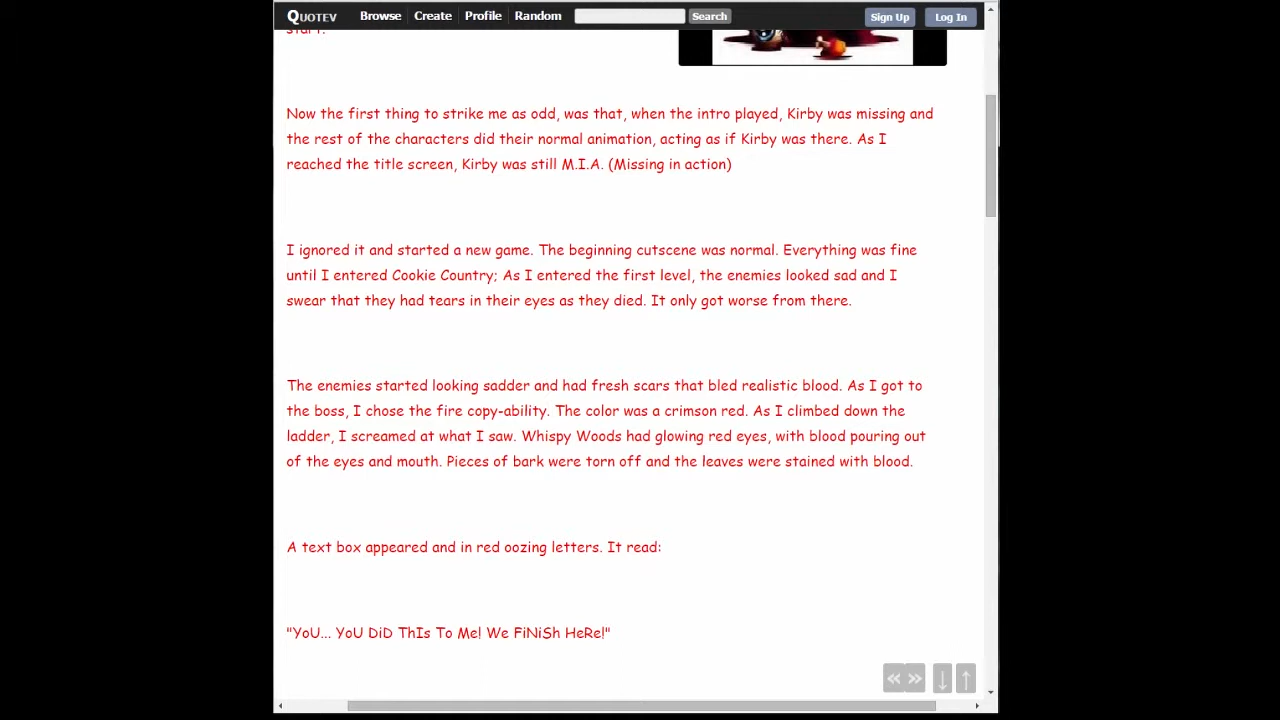 QUOTEV Browse Create Profile Random Search Sign Up Log In
start.
Now the first thing to strike me as odd, was that, when the intro played, Kirby was missing and
the rest of the characters did their normal animation, acting as if Kirby was there. As I
reached the title screen, Kirby was still M.I.A. (Missing in action)
I ignored it and started a new game. The beginning cutscene was normal. Everything was fine
until I entered Cookie Country; As I entered the first level, the enemies looked sad and I
swear that they had tears in their eyes as they died. It only got worse from there.
The enemies started looking sadder and had fresh scars that bled realistic blood. As I got to
the boss, I chose the fire copy-ability. The color was a crimson red. As I climbed down the
ladder, I screamed at what I saw. Whispy Woods had glowing red eyes, with blood pouring out
of the eyes and mouth. Pieces of bark were torn off and the leaves were stained with blood.
A text box appeared and in red oozing letters. It read:
"YoU... YoU DiD ThIs To Me! We FiNiSh HeRe!"